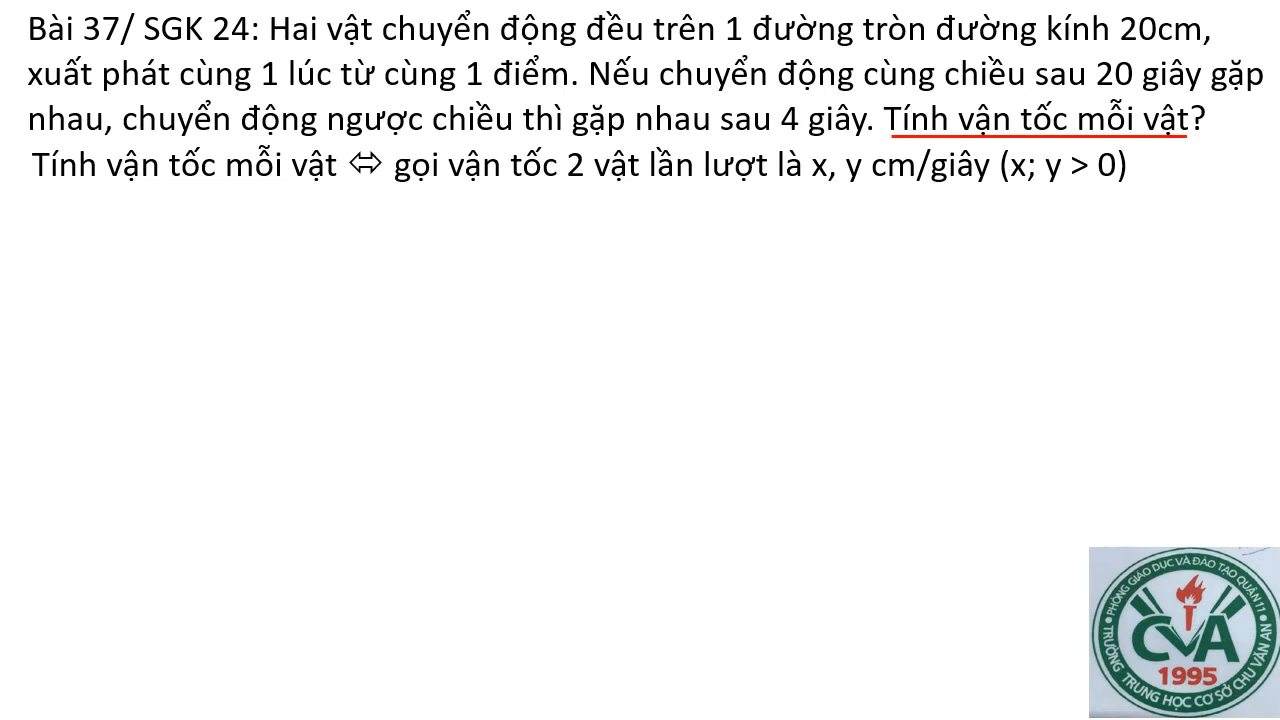 Bài 37/ SGK 24: Hai vật chuyển động đều trên 1 đường tròn đường kính 20cm,
xuất phát cùng 1 lúc từ cùng 1 điểm. Nếu chuyển động cùng chiều sau 20 giây gặp
nhau, chuyển động ngược chiều thì gặp nhau sau 4 giây. Tính vận tốc mỗi vật?
Tính vận tốc mỗi vật ⇔ gọi vận tốc 2 vật lần lượt là x, y cm/giây (x; y > 0)
PHÒNG GIÁO DỤC VÀ ĐÀO TẠO QUẬN 11
CVA
1995
TRƯỜNG TRUNG HỌC CƠ SỞ CHU VĂN AN